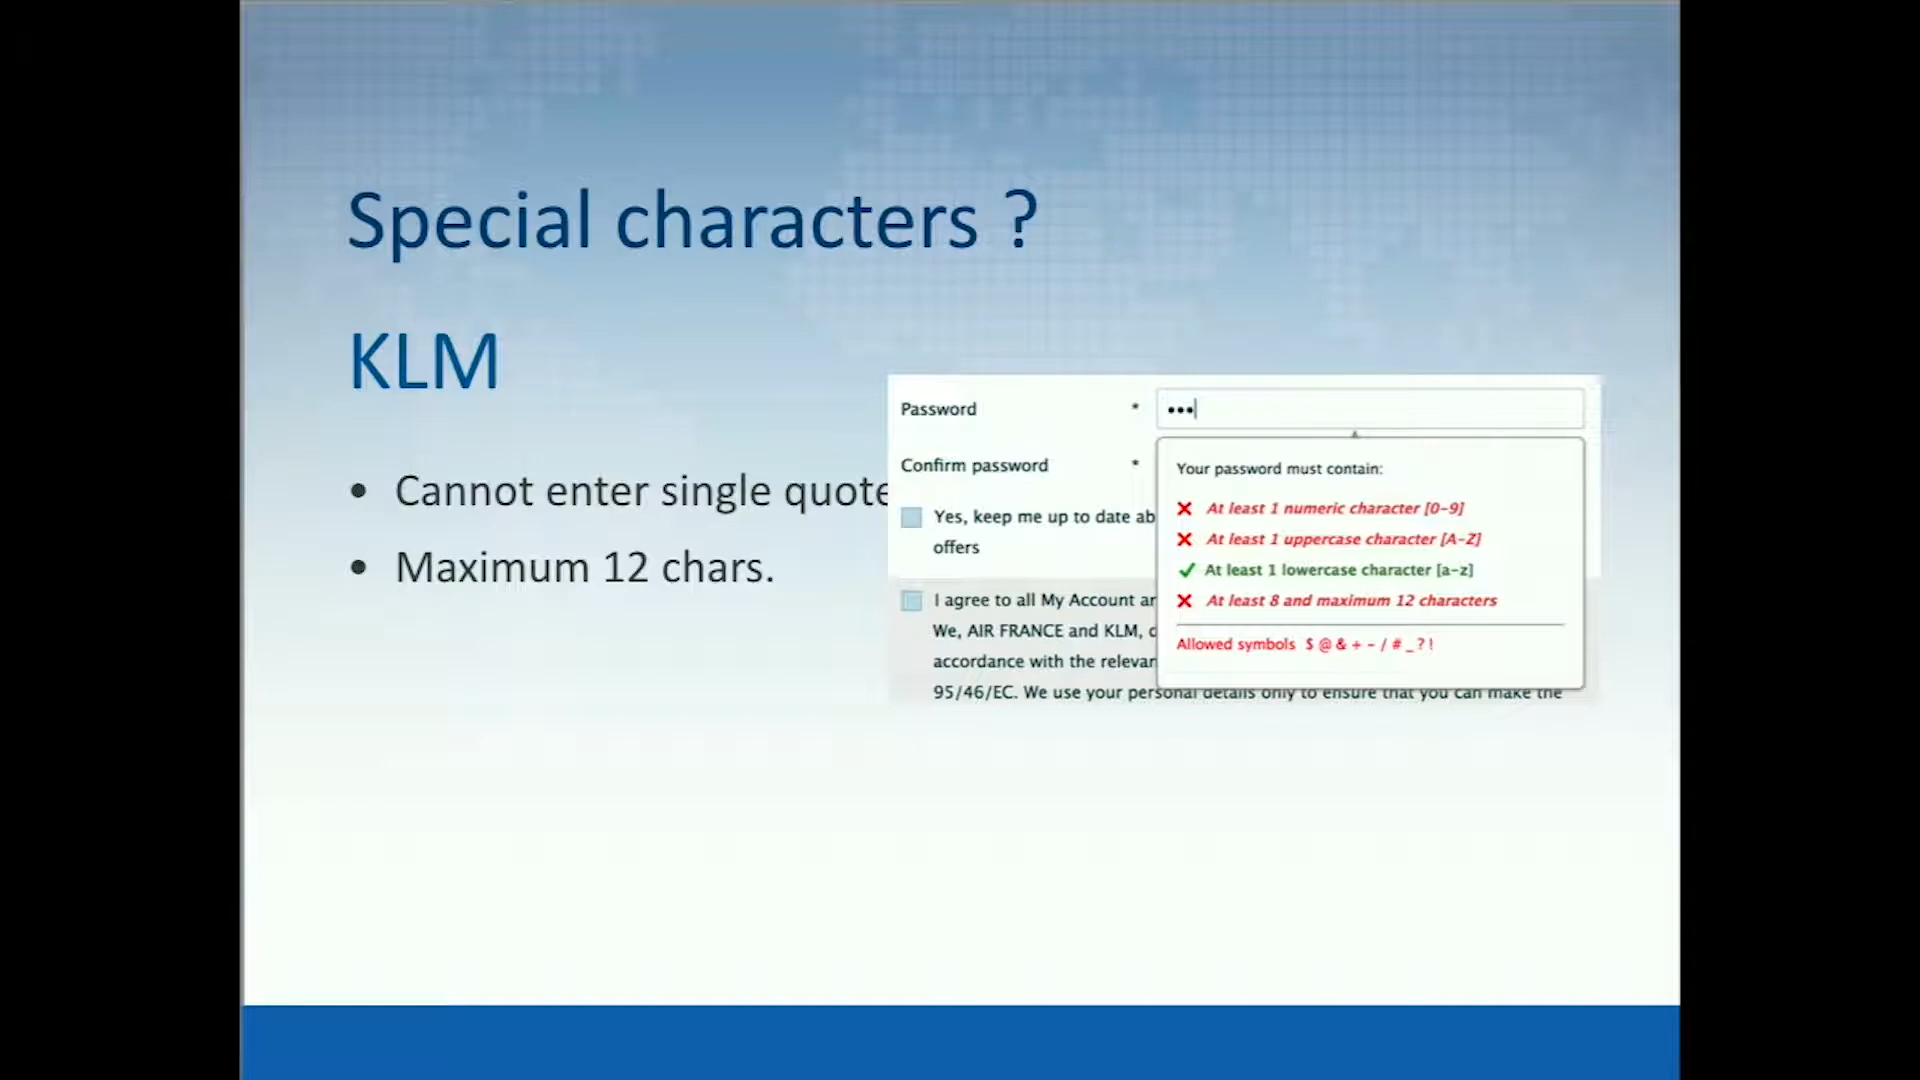 Special characters ?
KLM
• Cannot enter single quote
• Maximum 12 chars.
Password *
•••
Confirm password *
Yes, keep me up to date ab
offers
I agree to all My Account
We, AIR FRANCE and KLM,
accordance with the
95/46/EC. We use your personal details only to ensure that you can make the
Your password must contain:
At least 1 numeric character [0-9]
At least 1 uppercase character [A-Z]
At least 1 lowercase character [a-z]
At least 8 and maximum 12 characters
Allowed symbols $ @ & + - / # _ ? !